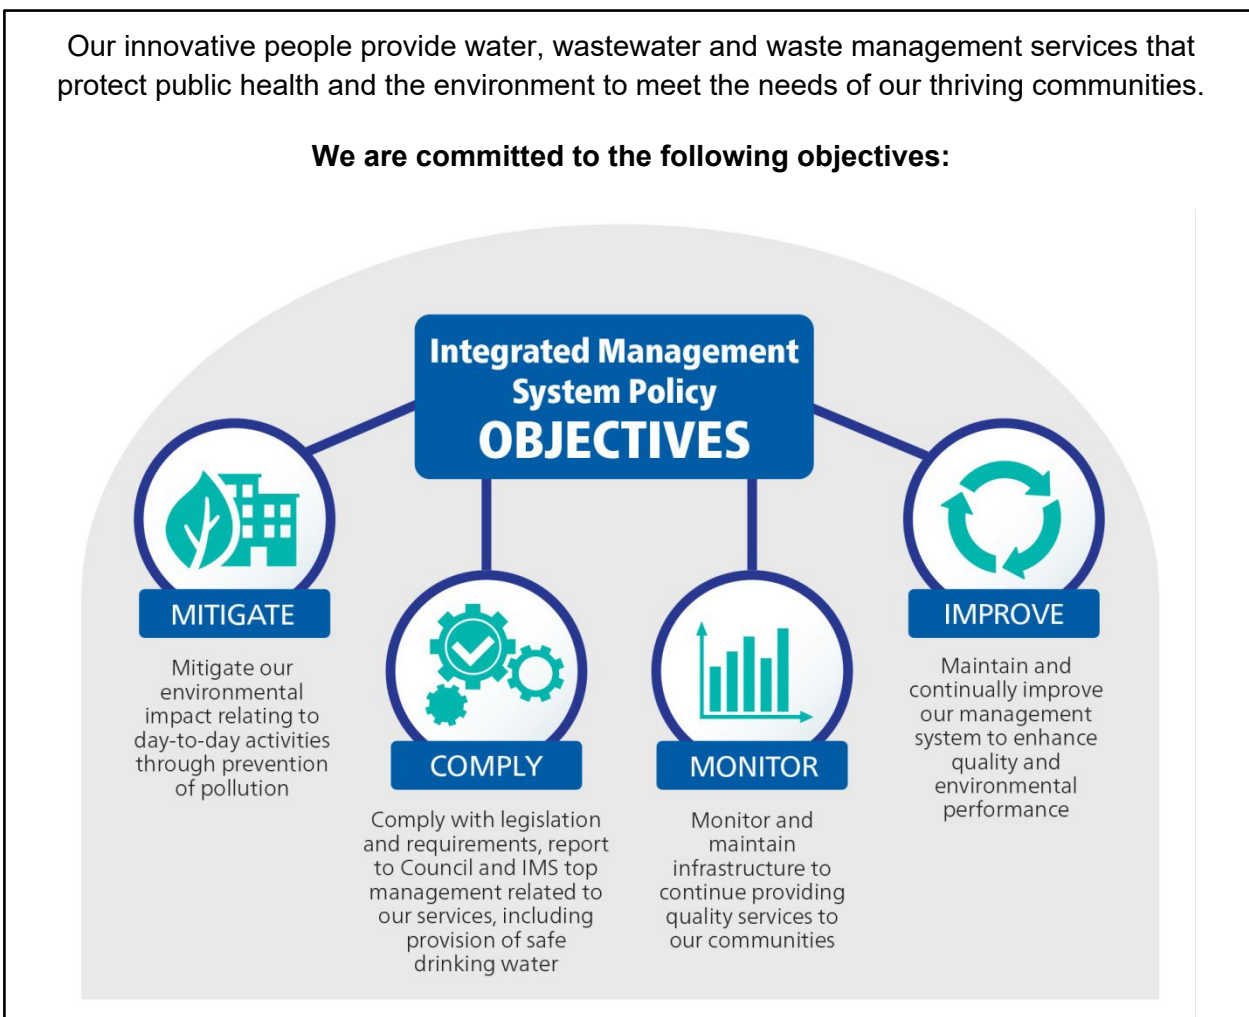 Our innovative people provide water, wastewater and waste management services that
protect public health and the environment to meet the needs of our thriving communities.
We are committed to the following objectives:
Integrated Management
System Policy
OBJECTIVES
MITIGATE
Mitigate our
environmental
impact relating to
day-to-day activities
through prevention
of pollution
COMPLY
Comply with legislation
and requirements, report
to Council and IMS top
management related to
our services, including
provision of safe
drinking water
MONITOR
Monitor and
maintain
infrastructure to
continue providing
quality services to
our communities
IMPROVE
Maintain and
continually improve
our management
system to enhance
quality and
environmental
performance